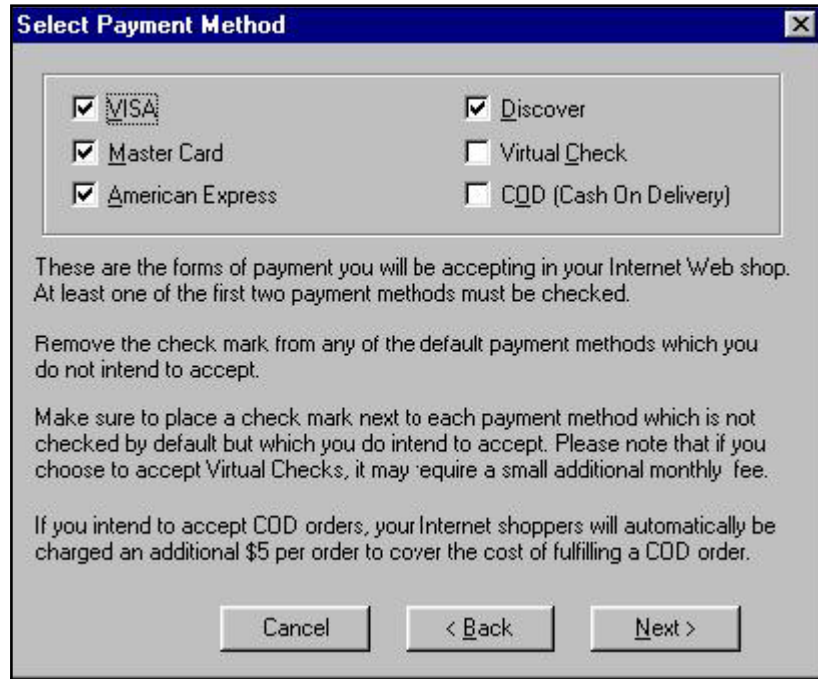 Select Payment Method
VISA
Discover
Master Card
Virtual Check
American Express
COD (Cash On Delivery)
These are the forms of payment you will be accepting in your Internet Web shop.
At least one of the first two payment methods must be checked.
Remove the check mark from any of the default payment methods which you
do not intend to accept.
Make sure to place a check mark next to each payment method which is not
checked by default but which you do intend to accept. Please note that if you
choose to accept Virtual Checks, it may require a small additional monthly fee.
If you intend to accept COD orders, your Internet shoppers will automatically be
charged an additional $5 per order to cover the cost of fulfilling a COD order.
Cancel
< Back
Next >